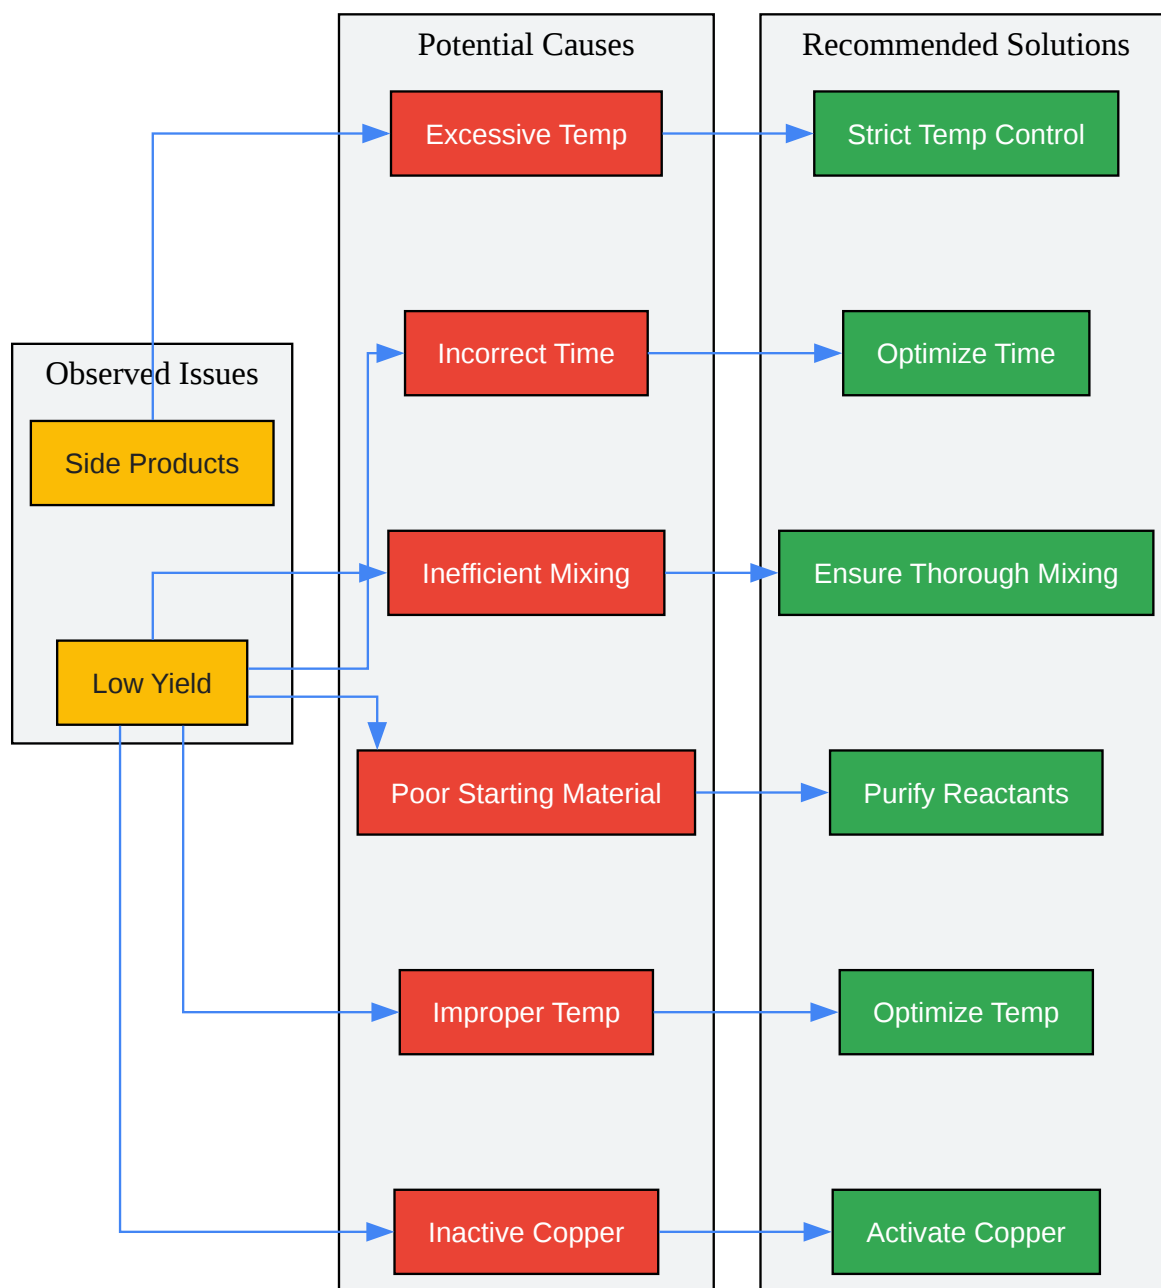 Potential Causes
Recommended Solutions
Excessive Temp
Strict Temp Control
Incorrect Time
Optimize Time
Observed Issues
Side Products
Inefficient Mixing
Ensure Thorough Mixing
Low Yield
Poor Starting Material
Purify Reactants
Improper Temp
Optimize Temp
Inactive Copper
Activate Copper